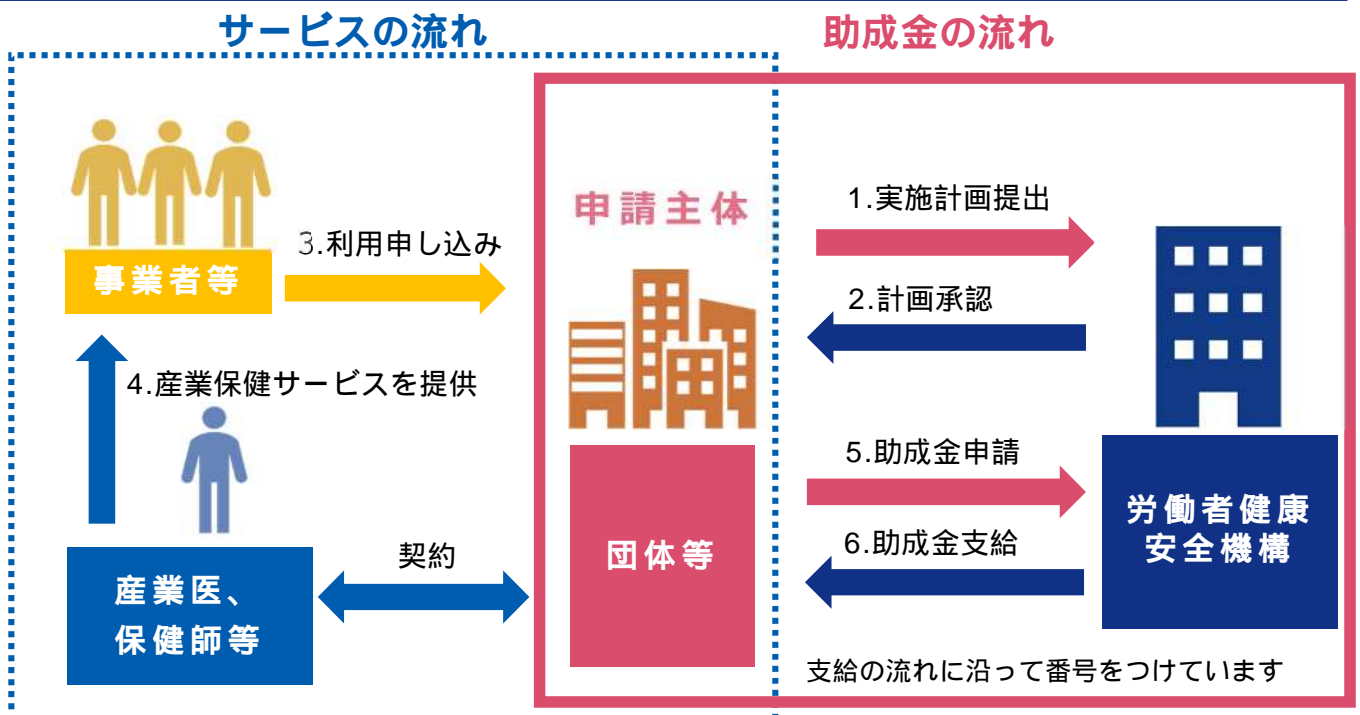 サービスの流れ
助成金の流れ
事業者等
3.利用申し込み
4.産業保健サービスを提供
産業医、
保健師等
契約
申請主体
団体等
1.実施計画提出
2.計画承認
5.助成金申請
6.助成金支給
労働者健康
安全機構
支給の流れに沿って番号をつけています